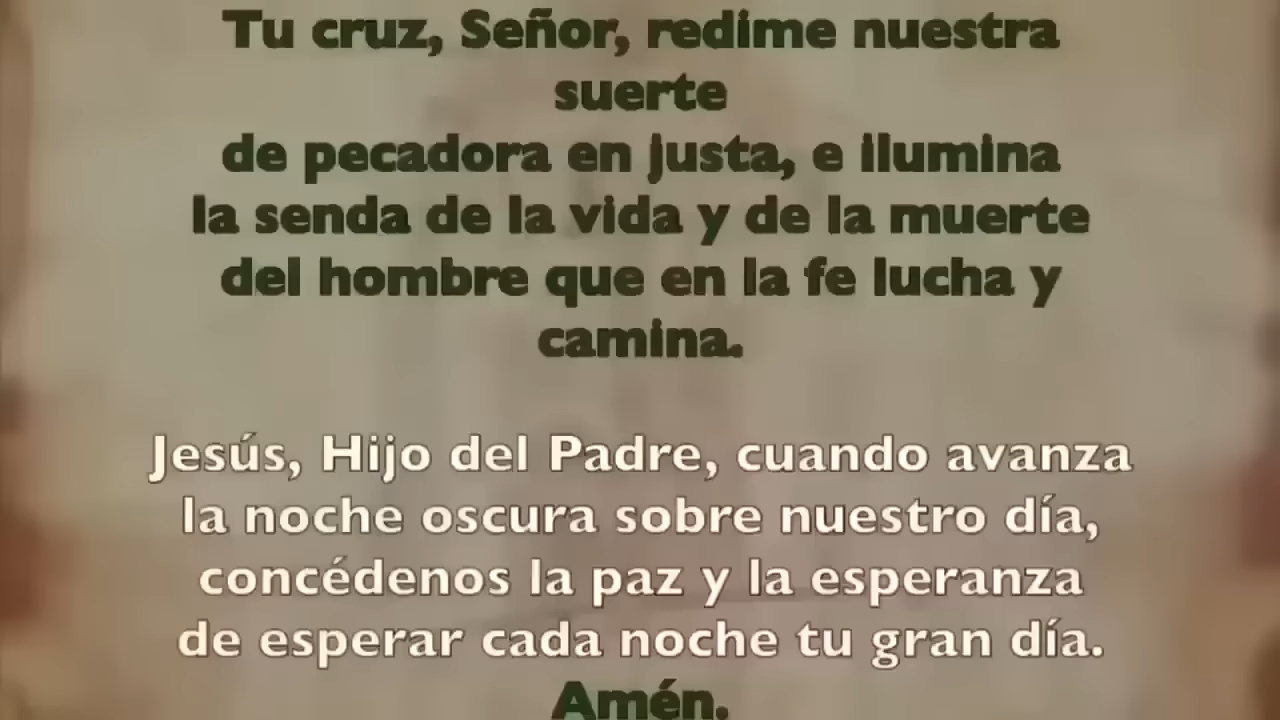 Tu cruz, Señor, redime nuestra
suerte
de pecadora en justa, e ilumina
la senda de la vida y de la muerte
del hombre que en la fe lucha y
camina.
Jesús, Hijo del Padre, cuando avanza
la noche oscura sobre nuestro día,
concédenos la paz y la esperanza
de esperar cada noche tu gran día.
Amén.